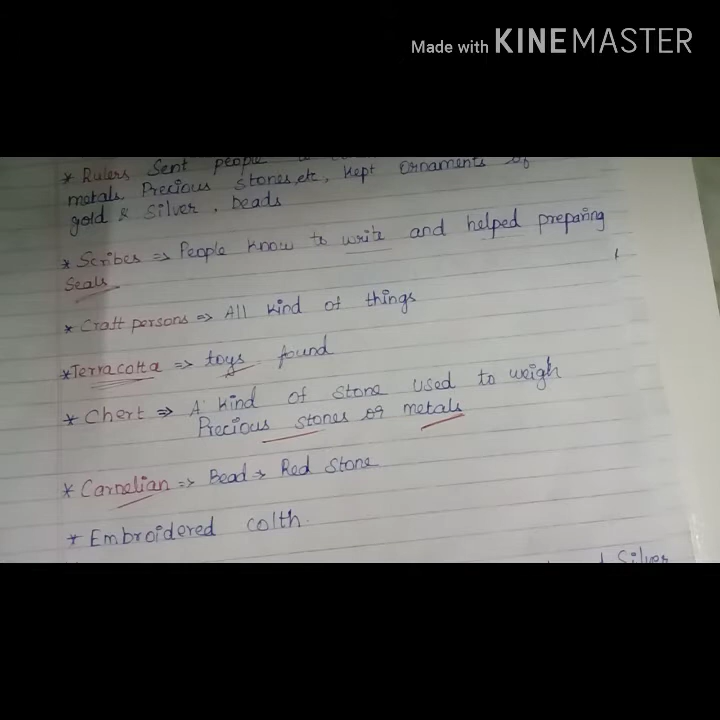 Made with KINEMASTER
* Rulers Sent people
metals, Precious stones, etc, kept ornaments of
gold & silver, beads
* Scribes => People know to write and helped preparing
Seals
* Craft persons => All kind of things
* Terracotta => toys found
* Chert => A kind of stone used to weigh
Precious stones or metals
* Carnelian => Bead -> Red Stone
* Embroidered colth.
Silver